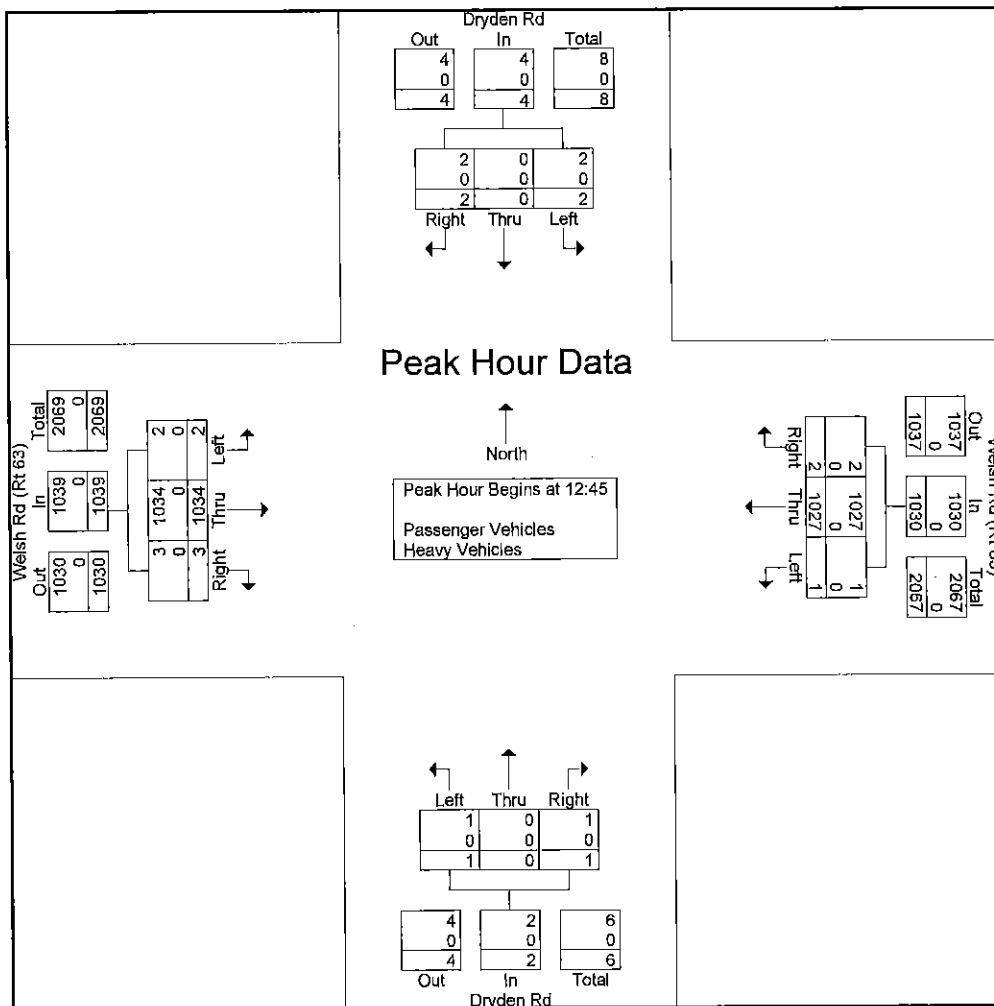 Dryden Rd
Out In Total
4 4 8
0 0 0
4 4 8
2 0 2
0 0 0
2 0 2
Right Thru Left
Peak Hour Data
North
Peak Hour Begins at 12:45
Passenger Vehicles
Heavy Vehicles
Welsh Rd (Rt 63)
Out In Total
1030 1039 2069
0 0 0
1030 1039 2069
Left Thru Right
2 1034 3
0 0 0
2 1034 3
Out In Total
1037 1030 2067
0 0 0
1037 1030 2067
2 1027 1
0 0 0
2 1027 1
Right Thru Left
Left Thru Right
1 0 1
0 0 0
1 0 1
4 2 6
0 0 0
4 2 6
Out In Total
Dryden Rd